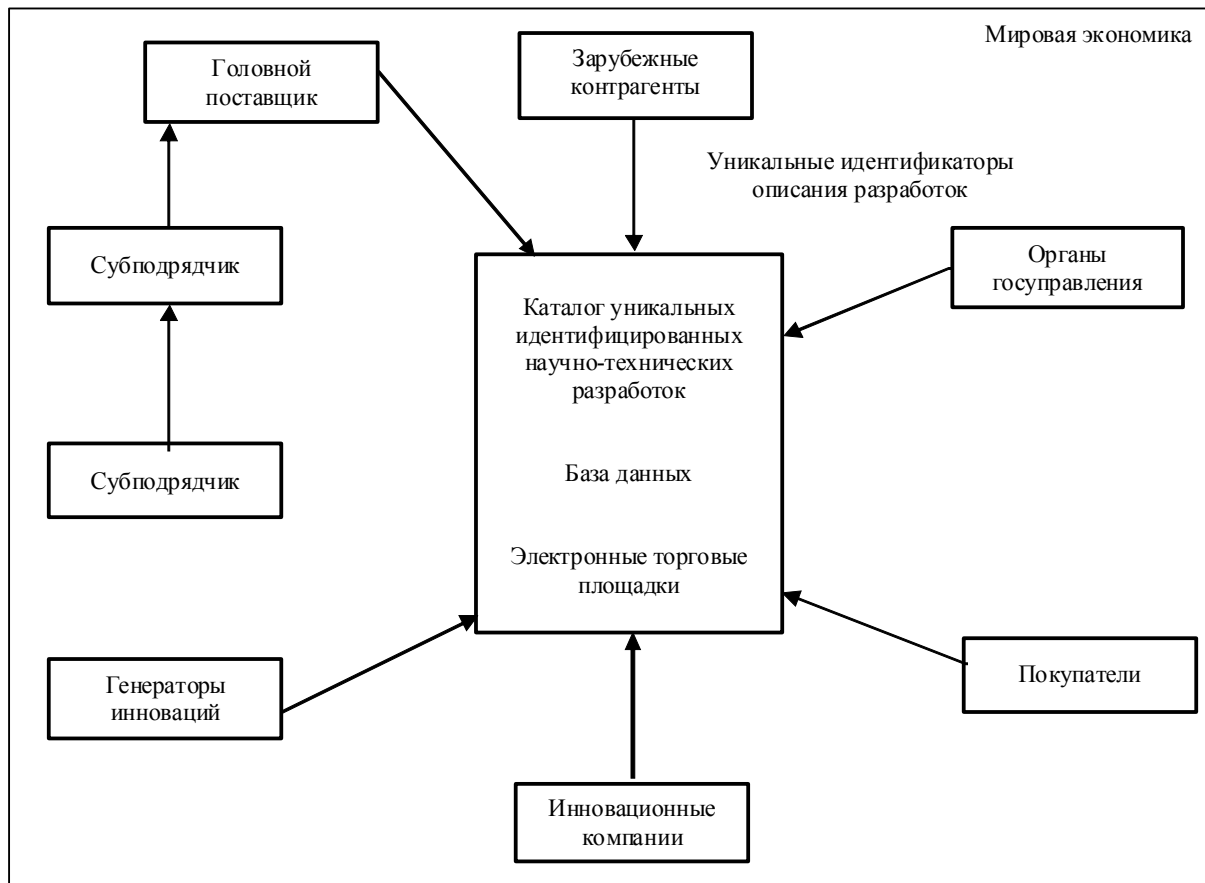 Мировая экономика
Головной
поставщик
Зарубежные
контрагенты
Уникальные идентификаторы
описания разработок
Субподрядчик
Органы
госуправления
Каталог уникальных
идентифицированных
научно-технических
разработок
Субподрядчик
База данных
Электронные торговые
площадки
Генераторы
инноваций
Покупатели
Инновационные
компании